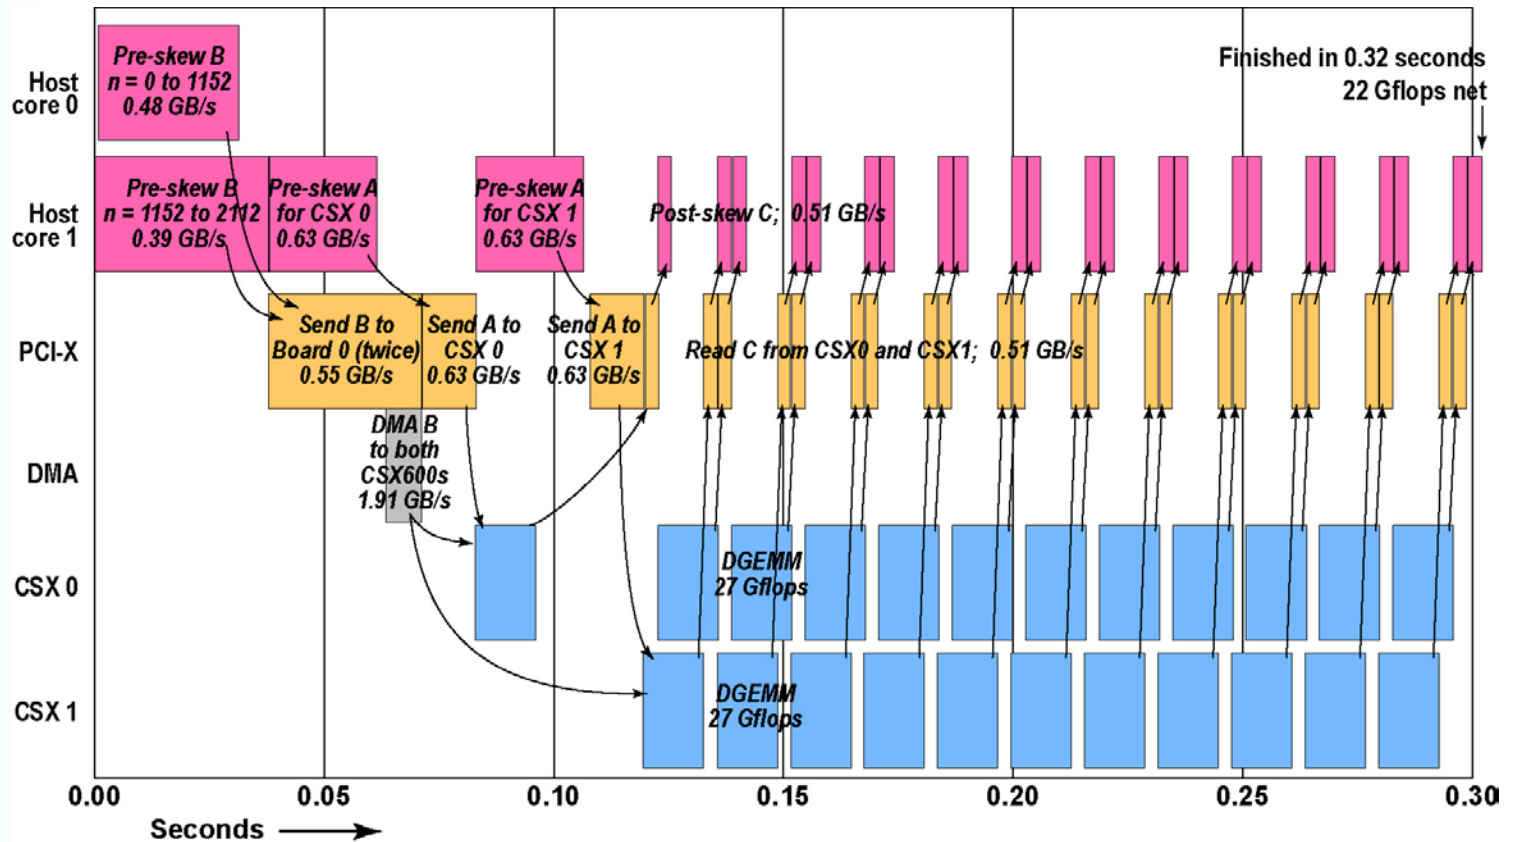 Host
core 0
Pre-skew B
n = 0 to 1152
0.48 GB/s
Finished in 0.32 seconds
22 Gflops net
Host
core 1
Pre-skew B
n = 1152 to 2112
0.39 GB/s
Pre-skew A
for CSX 0
0.63 GB/s
Pre-skew A
for CSX 1
0.63 GB/s
Post-skew C; 0.51 GB/s
PCI-X
Send B to
Board 0 (twice)
0.55 GB/s
Send A to
CSX 0
0.63 GB/s
Send A to
CSX 1
0.63 GB/s
Read C from CSX0 and CSX1; 0.51 GB/s
DMA
DMA B
to both
CSX600s
1.91 GB/s
CSX 0
DGEMM
27 Gflops
CSX 1
DGEMM
27 Gflops
0.00 0.05 0.10 0.15 0.20 0.25 0.30
Seconds